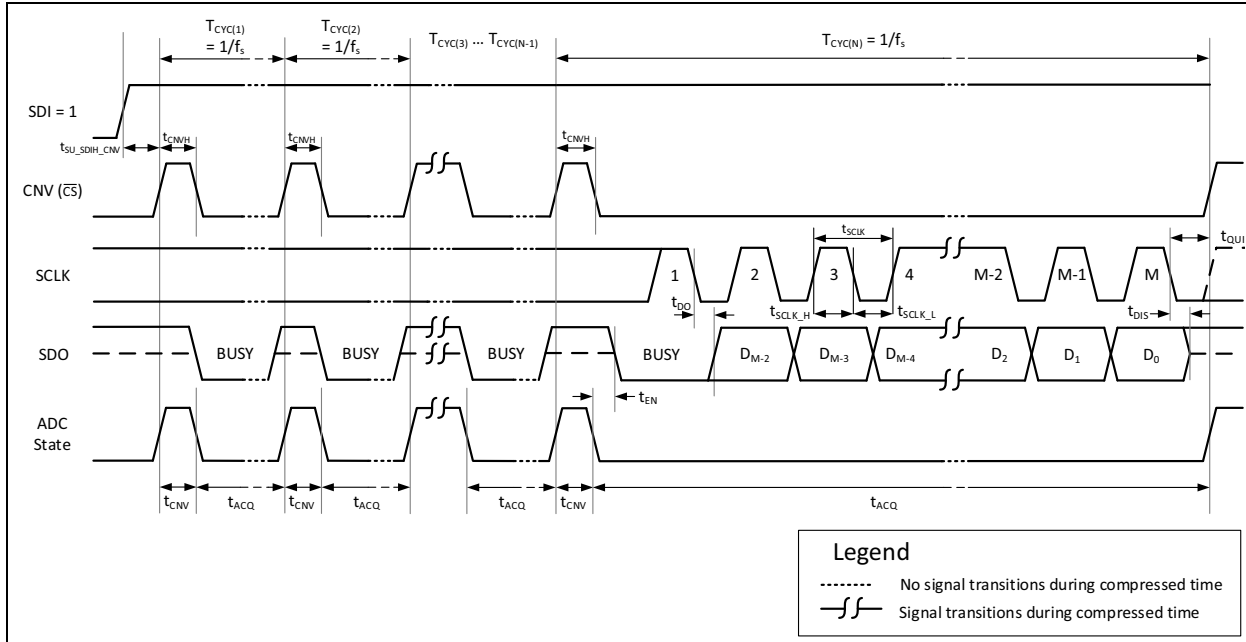 T_CYC(1) = 1/f_s
T_CYC(2) = 1/f_s
T_CYC(3) ... T_CYC(N-1)
T_CYC(N) = 1/f_s
SDI = 1
t_SU_SDIH_CNV
t_CNVH
t_CNVH
t_CNVH
CNV (C̅S̅)
t_SCLK
t_QUI
SCLK
1
2
3
4
M-2
M-1
M
t_DO
t_SCLK_H
t_SCLK_L
t_DIS
SDO
BUSY
BUSY
BUSY
BUSY
D_M-2
D_M-3
D_M-4
D_2
D_1
D_0
t_EN
ADC
State
t_CNV
t_ACQ
t_CNV
t_ACQ
t_ACQ
t_CNV
t_ACQ
Legend
No signal transitions during compressed time
Signal transitions during compressed time